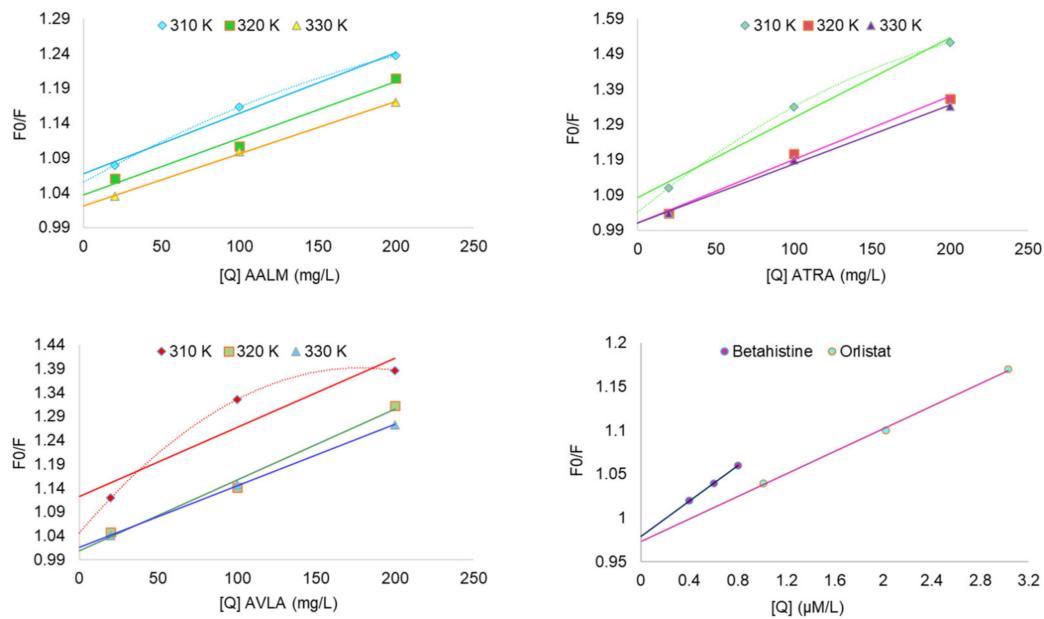 310 K 320 K 330 K
F0/F
1.29
1.24
1.19
1.14
1.09
1.04
0.99
0 50 100 150 200 250
[Q] AALM (mg/L)
310 K 320 K 330 K
F0/F
1.59
1.49
1.39
1.29
1.19
1.09
0.99
0 50 100 150 200 250
[Q] ATRA (mg/L)
310 K 320 K 330 K
F0/F
1.44
1.39
1.34
1.29
1.24
1.19
1.14
1.09
1.04
0.99
0 50 100 150 200 250
[Q] AVLA (mg/L)
Betahistine Orlistat
F0/F
1.2
1.15
1.1
1.05
1
0.95
0 0.4 0.8 1.2 1.6 2 2.4 2.8 3.2
[Q] (µM/L)